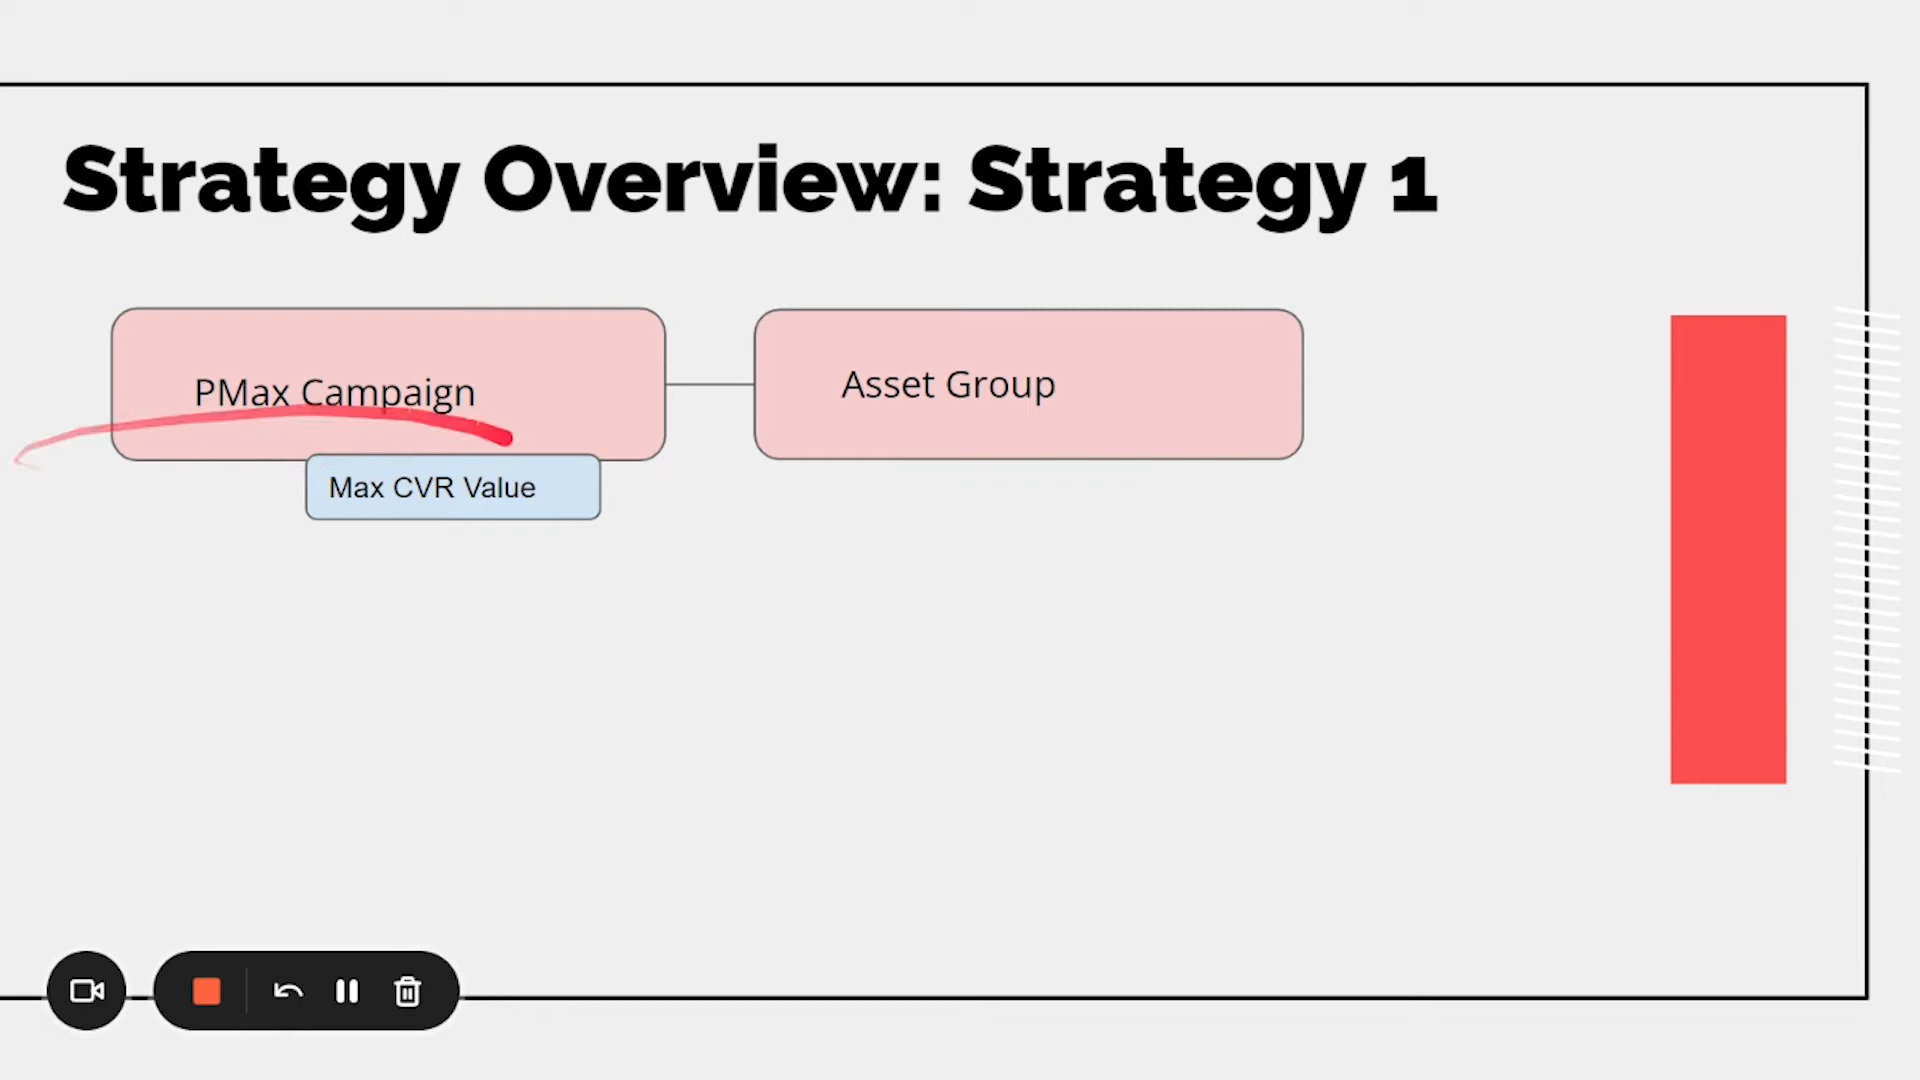 Strategy Overview: Strategy 1
PMax Campaign
Asset Group
Max CVR Value